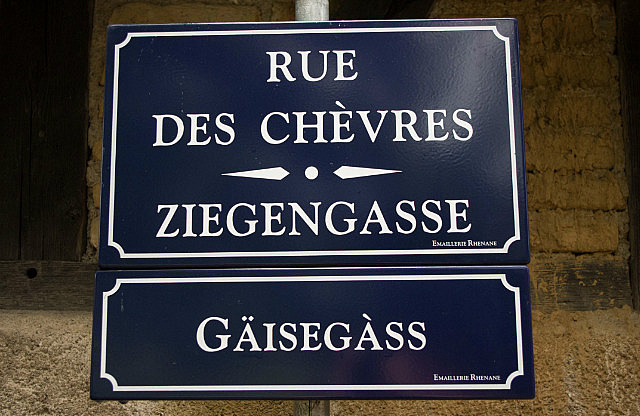 RUE
DES CHÈVRES
ZIEGENGASSE
EMAILLERIE RHENANE
GÄISEGÀSS
EMAILLERIE RHENANE